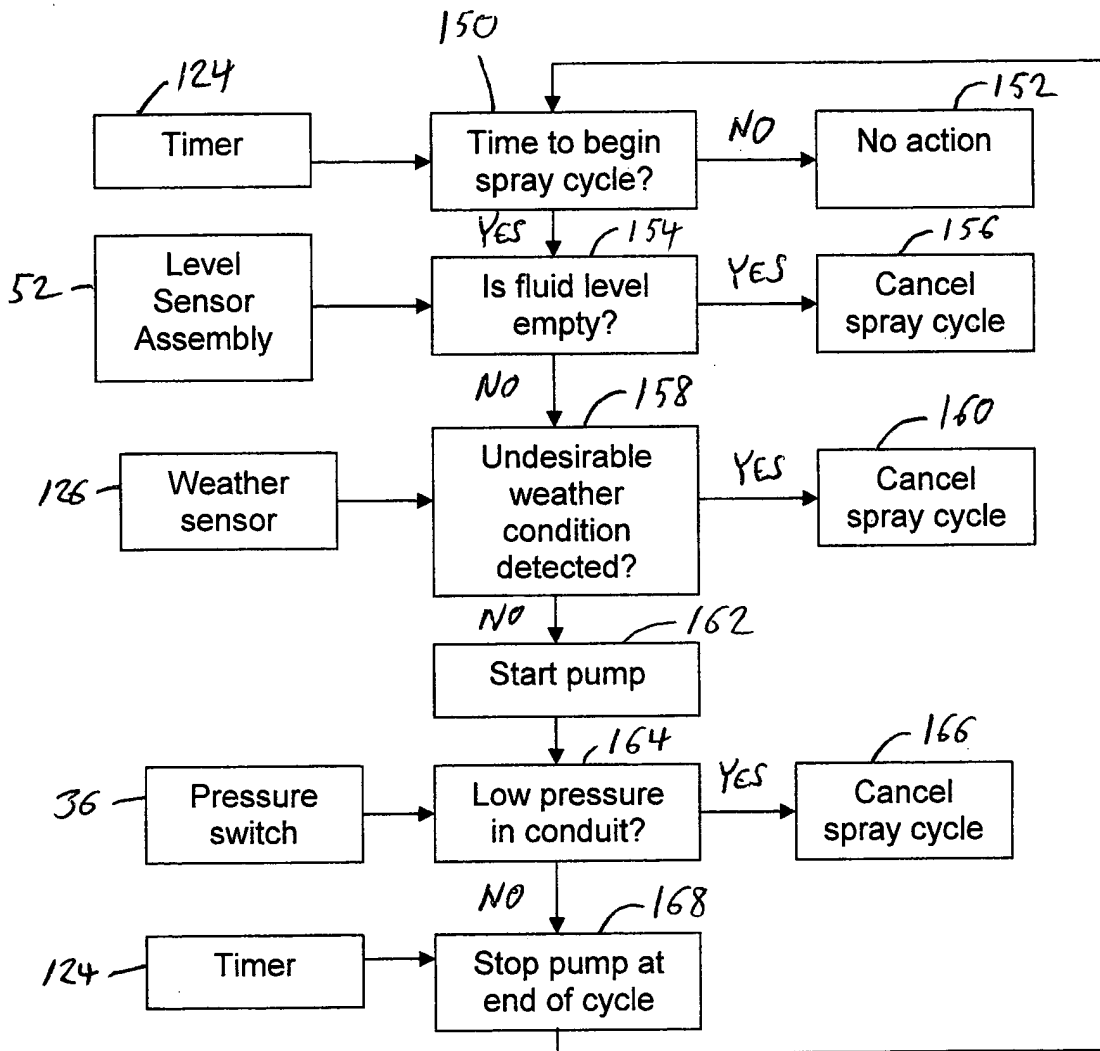 150
124
152
Timer
Time to begin
spray cycle?
NO
No action
YES
154
156
52
Level
Sensor
Assembly
Is fluid level
empty?
YES
Cancel
spray cycle
NO
158
160
126
Weather
sensor
Undesirable
weather
condition
detected?
YES
Cancel
spray cycle
NO
162
Start pump
164
166
36
Pressure
switch
Low pressure
in conduit?
YES
Cancel
spray cycle
NO
168
124
Timer
Stop pump at
end of cycle